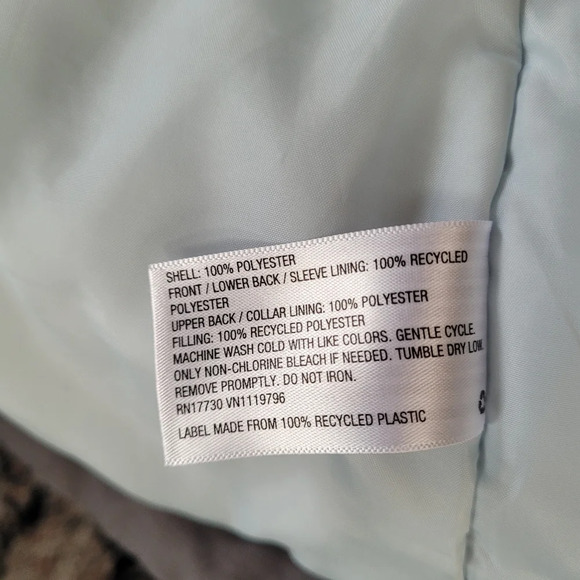 SHELL: 100% POLYESTER
FRONT / LOWER BACK / SLEEVE LINING: 100% RECYCLED
POLYESTER
UPPER BACK / COLLAR LINING: 100% POLYESTER
FILLING: 100% RECYCLED POLYESTER
MACHINE WASH COLD WITH LIKE COLORS. GENTLE CYCLE.
ONLY NON-CHLORINE BLEACH IF NEEDED. TUMBLE DRY LOW.
REMOVE PROMPTLY. DO NOT IRON.
RN17730 VN1119796
LABEL MADE FROM 100% RECYCLED PLASTIC